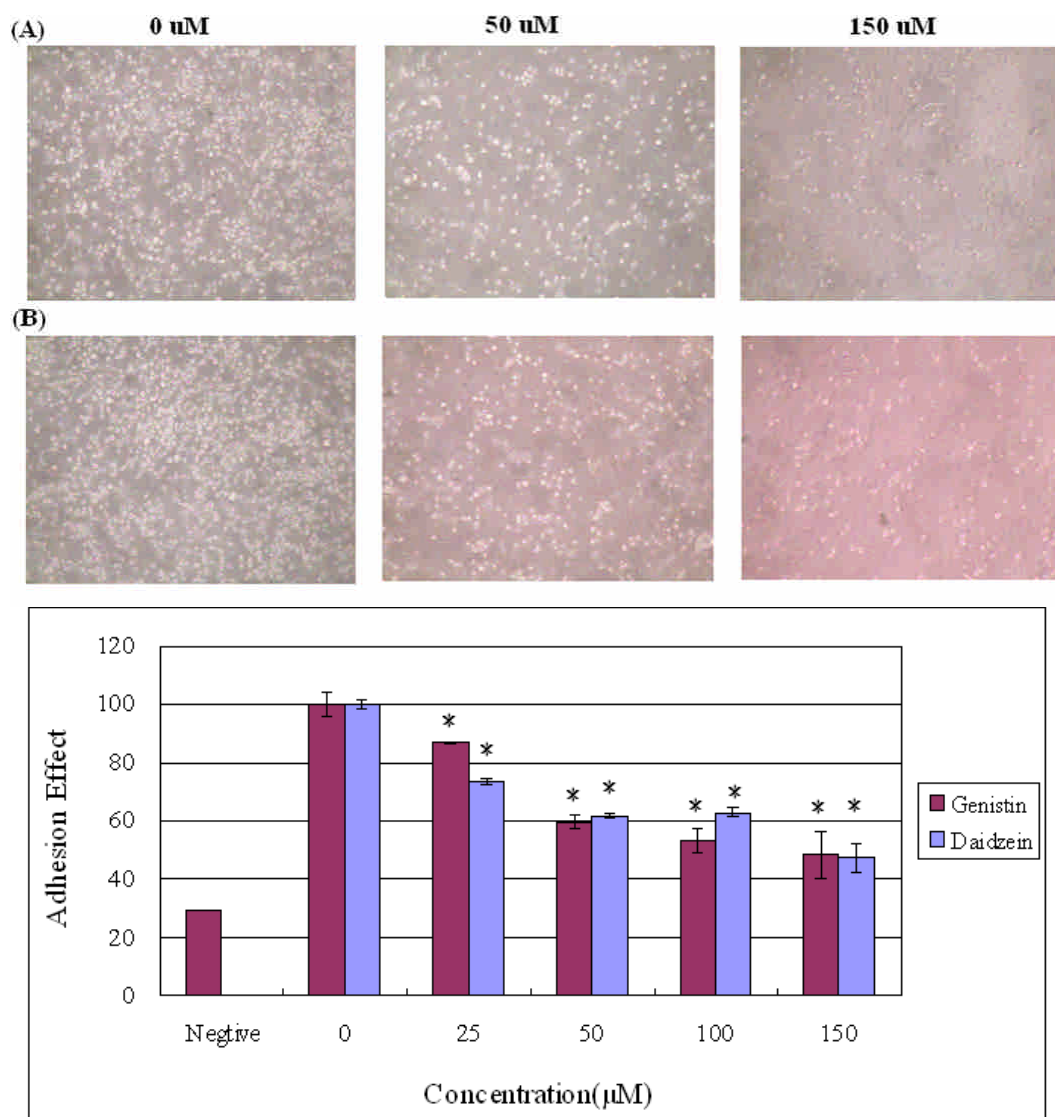 (A) 0 uM 50 uM 150 uM
(B)
120
100
80
60
40
20
0
Adhesion Effect
* * * * * * * *
Negtive 0 25 50 100 150
Concentration(μM)
Genistin
Daidzein